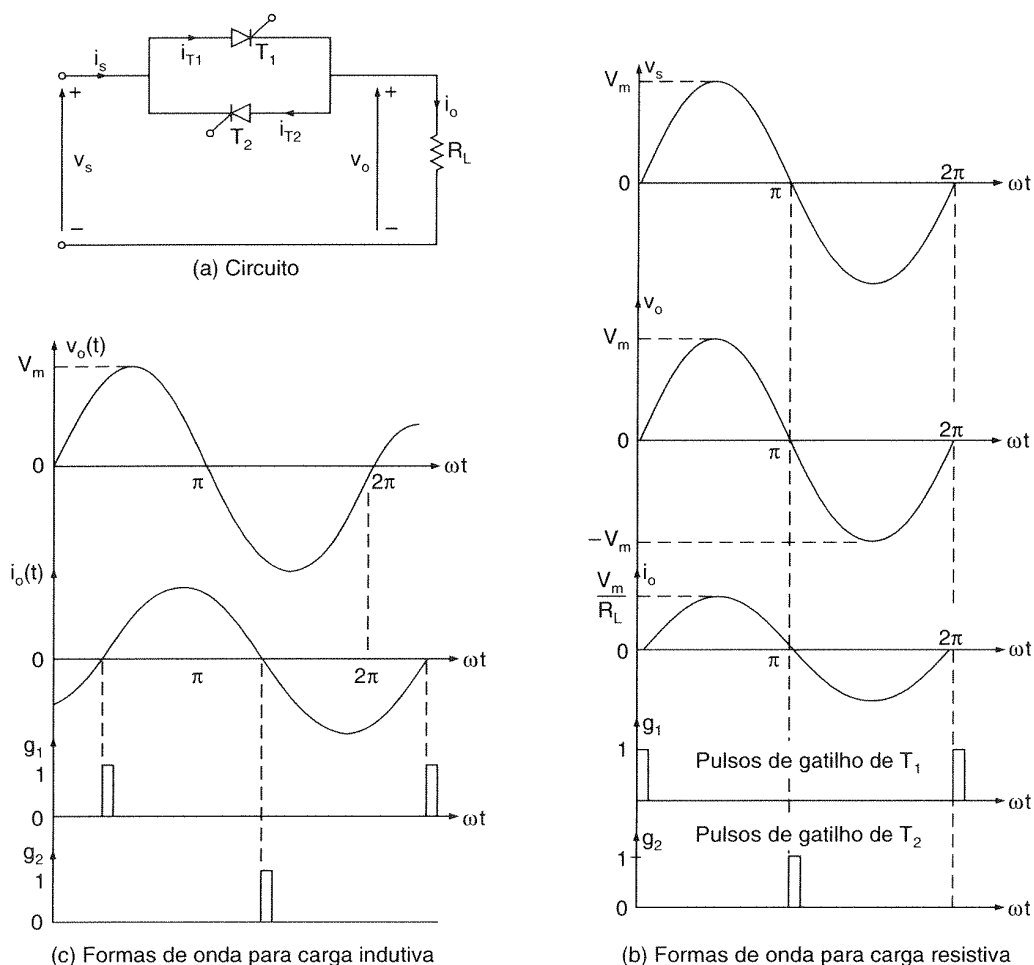 i_s
i_T1
T_1
T_2
i_T2
+
v_s
−
+
v_o
−
i_o
R_L
(a) Circuito
v_s
V_m
0
π
2π
ωt
v_o
V_m
0
π
2π
ωt
−V_m
i_o
V_m
R_L
0
π
2π
ωt
g_1
1
Pulsos de gatilho de T_1
ωt
Pulsos de gatilho de T_2
g_2
1
0
ωt
(b) Formas de onda para carga resistiva
v_o(t)
V_m
0
π
2π
ωt
i_o(t)
0
π
2π
ωt
g_1
1
0
ωt
g_2
1
0
(c) Formas de onda para carga indutiva